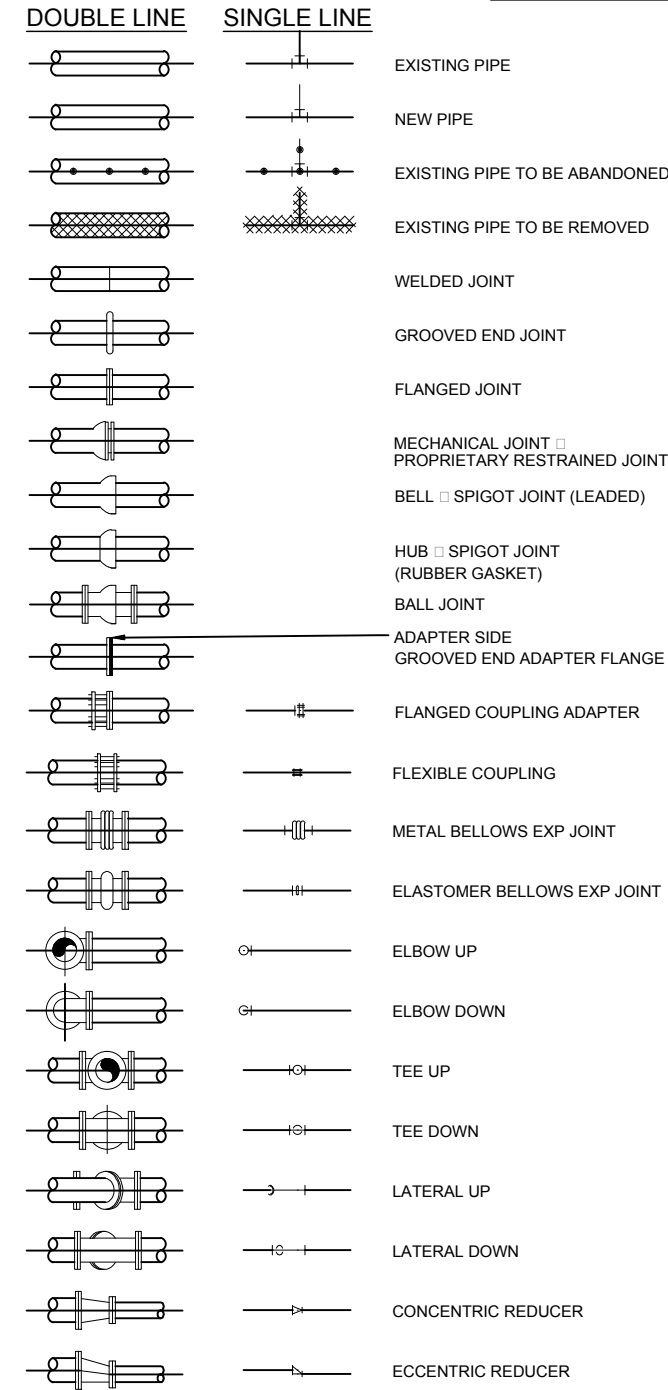 DOUBLE LINE SINGLE LINE
EXISTING PIPE
NEW PIPE
EXISTING PIPE TO BE ABANDONED
EXISTING PIPE TO BE REMOVED
WELDED JOINT
GROOVED END JOINT
FLANGED JOINT
MECHANICAL JOINT □
PROPRIETARY RESTRAINED JOINT
BELL □ SPIGOT JOINT (LEADED)
HUB □ SPIGOT JOINT
(RUBBER GASKET)
BALL JOINT
ADAPTER SIDE
GROOVED END ADAPTER FLANGE
FLANGED COUPLING ADAPTER
FLEXIBLE COUPLING
METAL BELLOWS EXP JOINT
ELASTOMER BELLOWS EXP JOINT
ELBOW UP
ELBOW DOWN
TEE UP
TEE DOWN
LATERAL UP
LATERAL DOWN
CONCENTRIC REDUCER
ECCENTRIC REDUCER